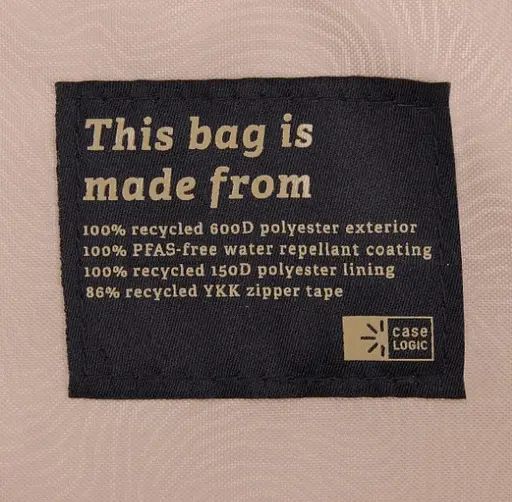 This bag is
made from
100% recycled 600D polyester exterior
100% PFAS-free water repellant coating
100% recycled 150D polyester lining
86% recycled YKK zipper tape
case
LOGIC